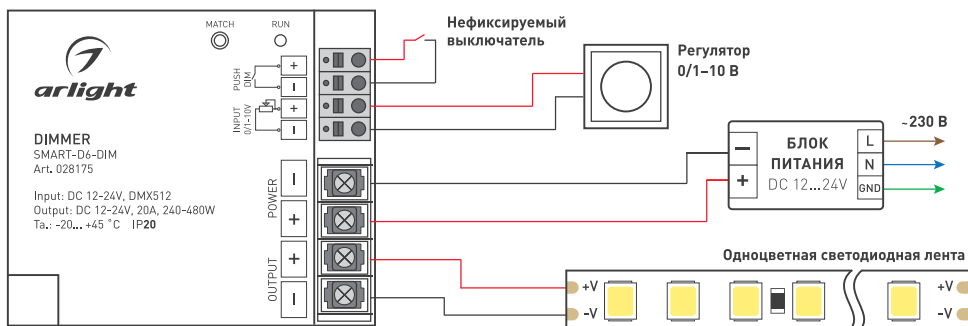 MATCH
RUN
arlight
PUSH
DIM
+
−
INPUT
0/1-10V
+
−
DIMMER
SMART-D6-DIM
Art. 028175
Input: DC 12-24V, DMX512
Output: DC 12-24V, 20A, 240-480W
Ta.: -20... +45 ˚C IP20
POWER
−
+
OUTPUT
+
−
Нефиксируемый
выключатель
Регулятор
0/1–10 В
−
+
БЛОК
ПИТАНИЯ
DC 12...24V
L
N
GND
~230 В
Одноцветная светодиодная лента
+V
-V
+V
-V